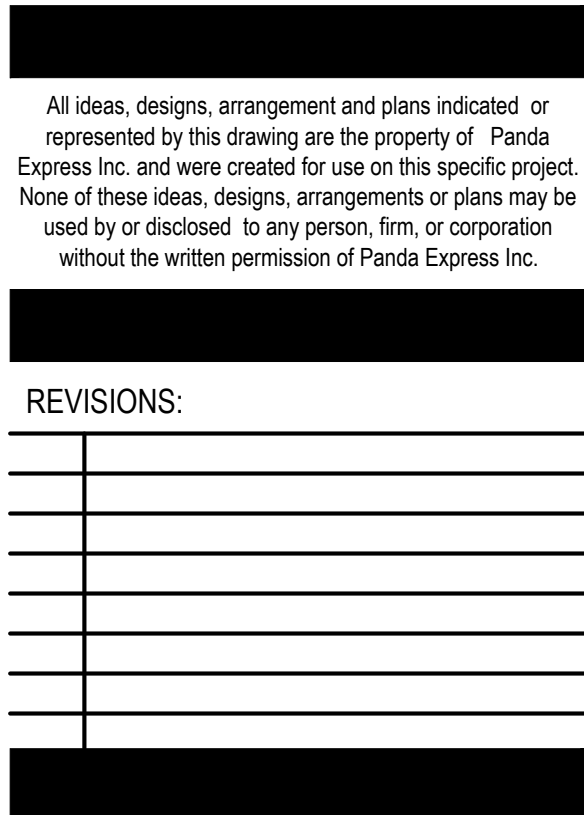 All ideas, designs, arrangement and plans indicated  or
represented by this drawing are the property of   Panda
Express Inc. and were created for use on this specific project.
None of these ideas, designs, arrangements or plans may be
used by or disclosed  to any person, firm, or corporation
without the written permission of Panda Express Inc.
REVISIONS: